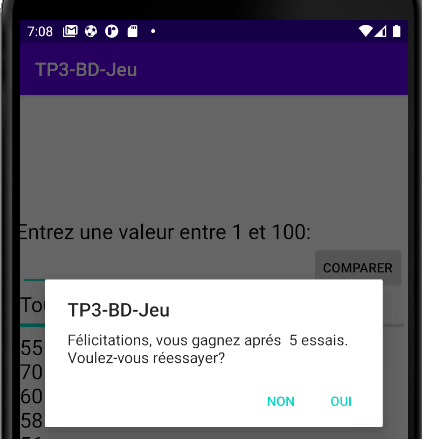 7:08
TP3-BD-Jeu
Entrez une valeur entre 1 et 100:
COMPARER
TP3-BD-Jeu
Félicitations, vous gagnez aprés 5 essais.
Voulez-vous réessayer?
NON OUI
55
70
60
58